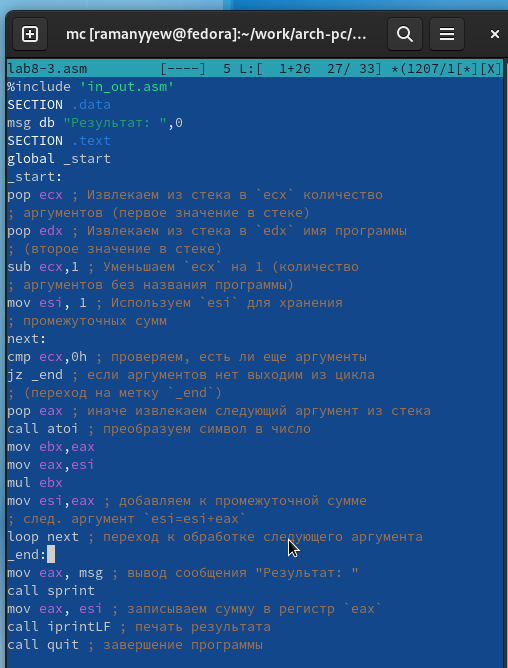 mc [ramanyyew@fedora]:~/work/arch-pc/...
lab8-3.asm [----] 5 L:[ 1+26 27/ 33] *(1207/1[*][X]
%include 'in_out.asm'
SECTION .data
msg db "Результат: ",0
SECTION .text
global _start
_start:
pop ecx ; Извлекаем из стека в `ecx` количество
; аргументов (первое значение в стеке)
pop edx ; Извлекаем из стека в `edx` имя программы
; (второе значение в стеке)
sub ecx,1 ; Уменьшаем `ecx` на 1 (количество
; аргументов без названия программы)
mov esi, 1 ; Используем `esi` для хранения
; промежуточных сумм
next:
cmp ecx,0h ; проверяем, есть ли еще аргументы
jz _end ; если аргументов нет выходим из цикла
; (переход на метку `_end`)
pop eax ; иначе извлекаем следующий аргумент из стека
call atoi ; преобразуем символ в число
mov ebx,eax
mov eax,esi
mul ebx
mov esi,eax ; добавляем к промежуточной сумме
; след. аргумент `esi=esi+eax`
loop next ; переход к обработке следующего аргумента
_end:
mov eax, msg ; вывод сообщения "Результат: "
call sprint
mov eax, esi ; записываем сумму в регистр `eax`
call iprintLF ; печать результата
call quit ; завершение программы